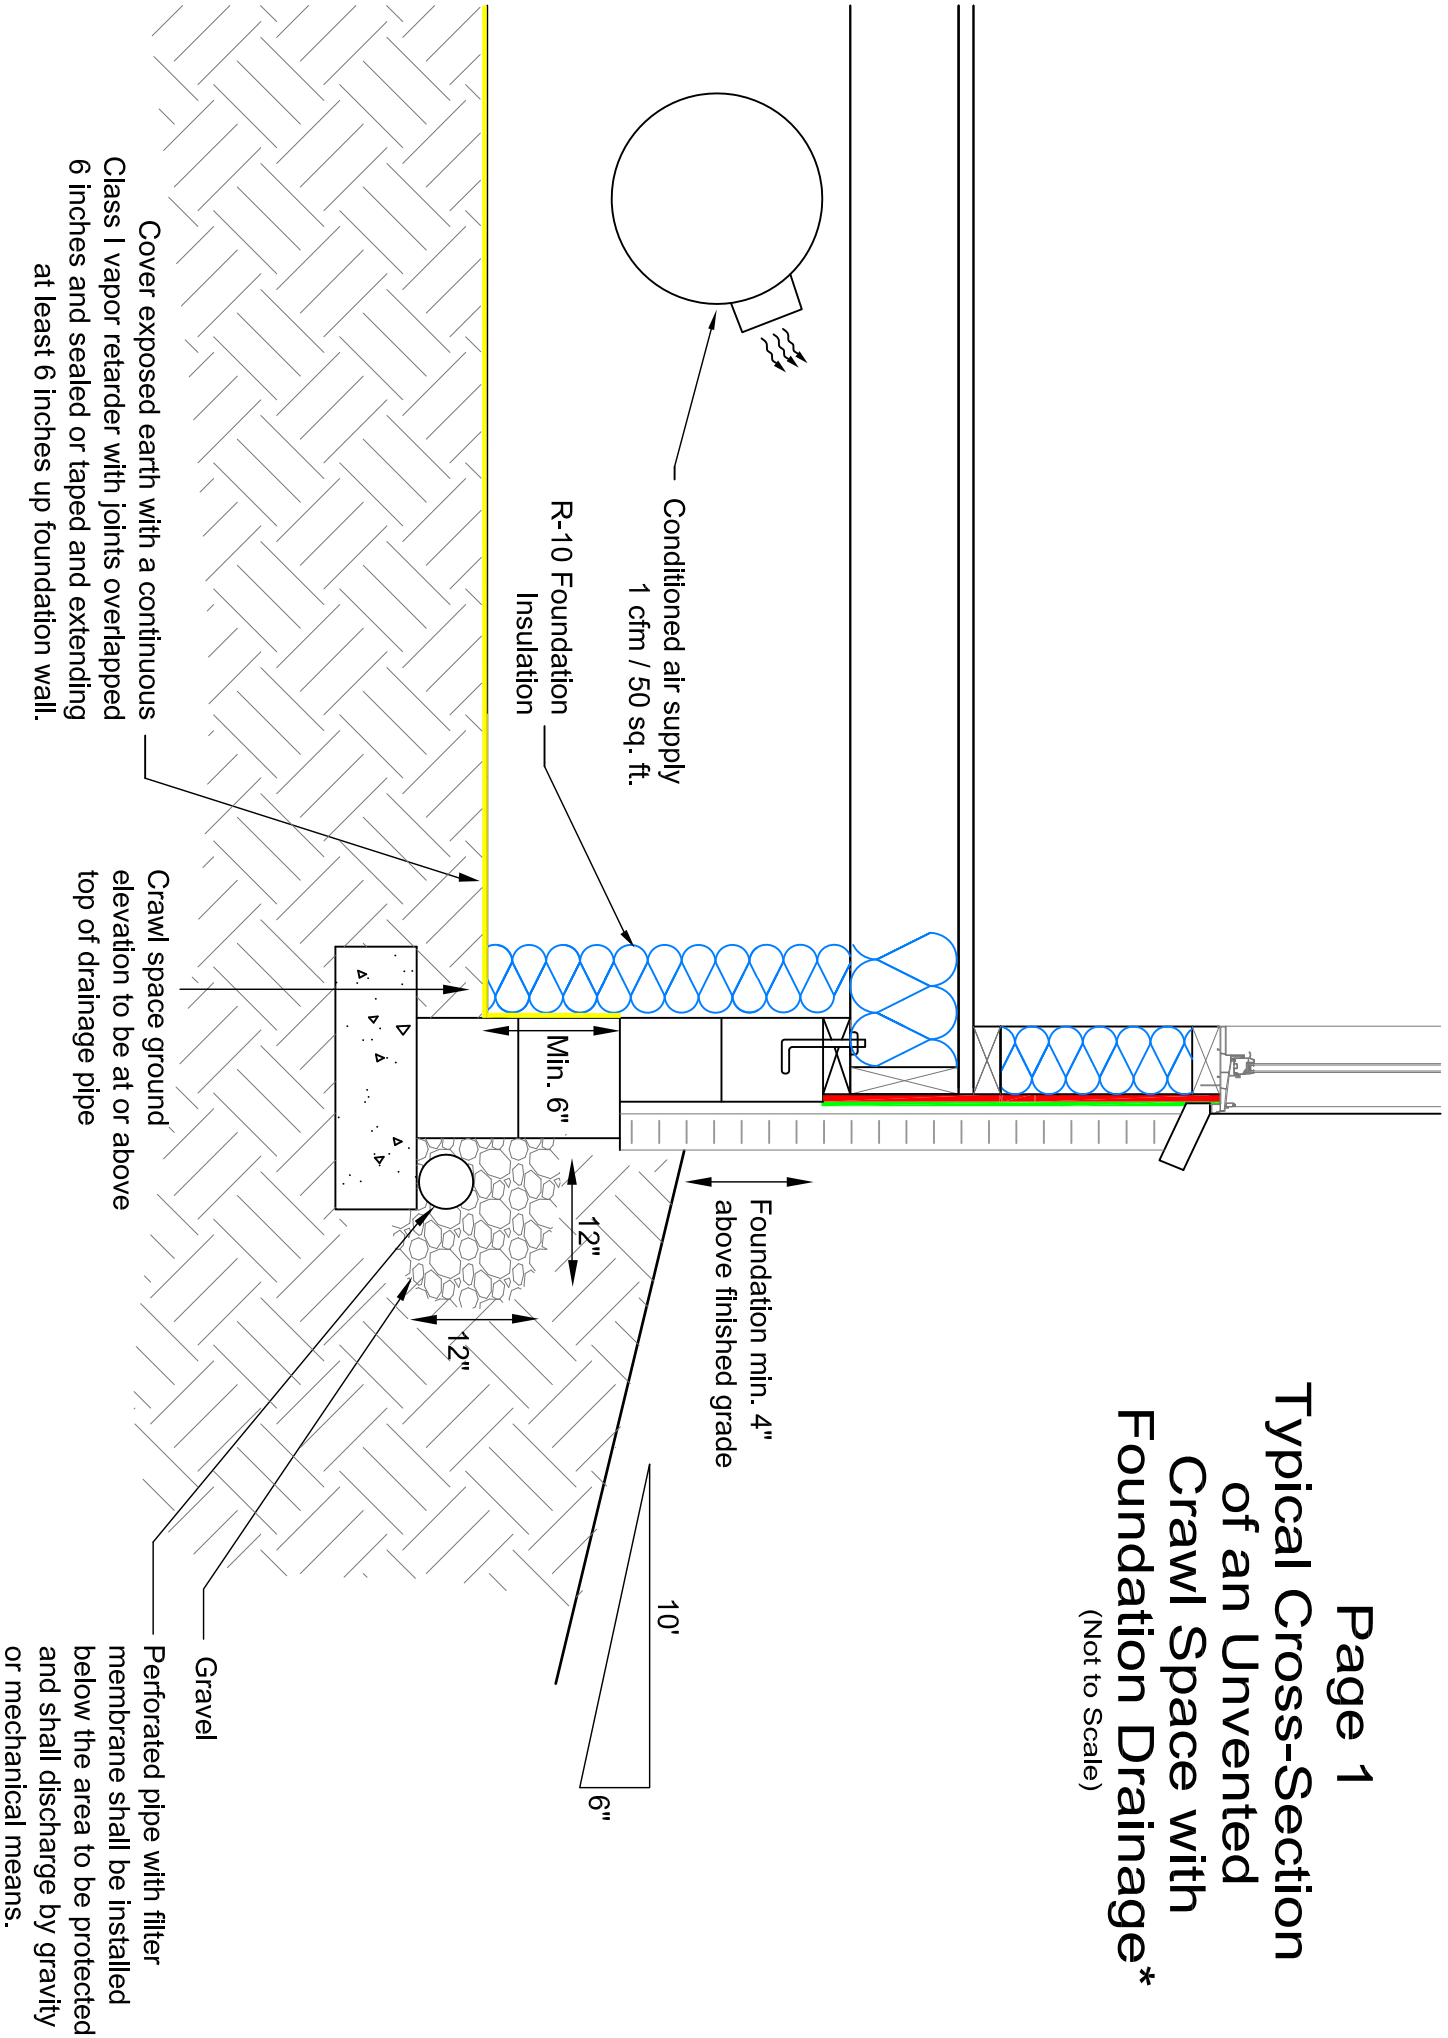 Page 1
Typical Cross-Section
of an Unvented
Crawl Space with
Foundation Drainage*
(Not to Scale)
Conditioned air supply
1 cfm / 50 sq. ft.
R-10 Foundation
Insulation
Min. 6"
Foundation min. 4"
above finished grade
12"
12"
10'
6"
Cover exposed earth with a continuous
Class I vapor retarder with joints overlapped
6 inches and sealed or taped and extending
at least 6 inches up foundation wall.
Crawl space ground
elevation to be at or above
top of drainage pipe
Gravel
Perforated pipe with filter
membrane shall be installed
below the area to be protected
and shall discharge by gravity
or mechanical means.